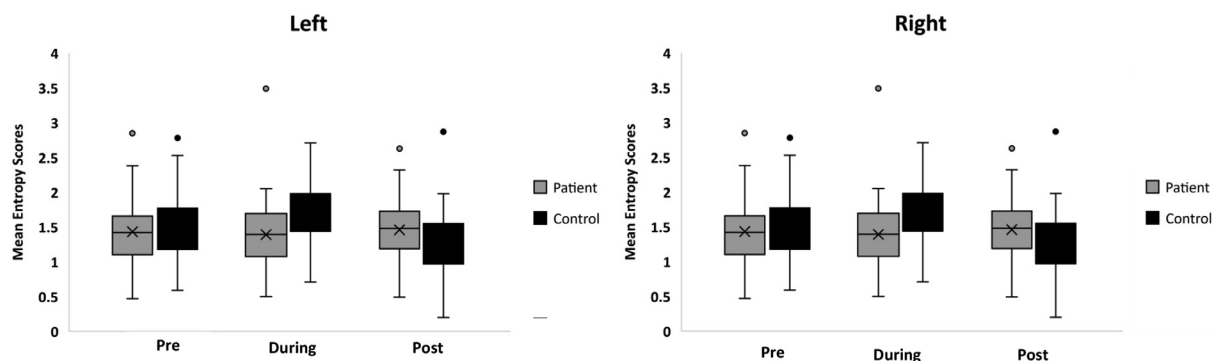 Left
Mean Entropy Scores
4
3.5
3
2.5
2
1.5
1
0.5
0
Pre
During
Post
Patient
Control
Right
Mean Entropy Scores
4
3.5
3
2.5
2
1.5
1
0.5
0
Pre
During
Post
Patient
Control